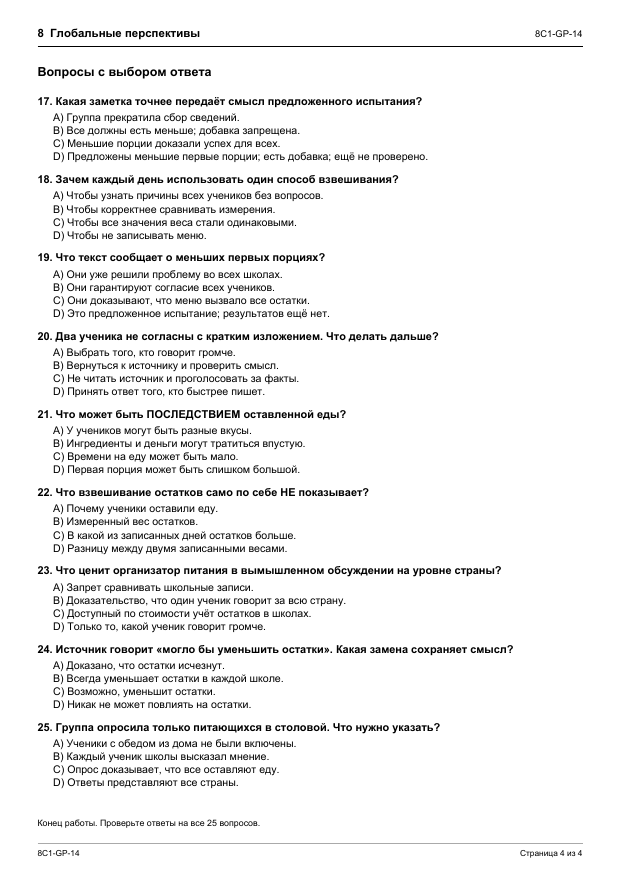 8 Глобальные перспективы
8C1-GP-14
Вопросы с выбором ответа
17. Какая заметка точнее передаёт смысл предложенного испытания?
A) Группа прекратила сбор сведений.
B) Все должны есть меньше; добавка запрещена.
C) Меньшие порции доказали успех для всех.
D) Предложены меньшие первые порции; есть добавка; ещё не проверено.
18. Зачем каждый день использовать один способ взвешивания?
A) Чтобы узнать причины всех учеников без вопросов.
B) Чтобы корректнее сравнивать измерения.
C) Чтобы все значения веса стали одинаковыми.
D) Чтобы не записывать меню.
19. Что текст сообщает о меньших первых порциях?
A) Они уже решили проблему во всех школах.
B) Они гарантируют согласие всех учеников.
C) Они доказывают, что меню вызвало все остатки.
D) Это предложенное испытание; результатов ещё нет.
20. Два ученика не согласны с кратким изложением. Что делать дальше?
A) Выбрать того, кто говорит громче.
B) Вернуться к источнику и проверить смысл.
C) Не читать источник и проголосовать за факты.
D) Принять ответ того, кто быстрее пишет.
21. Что может быть ПОСЛЕДСТВИЕМ оставленной еды?
A) У учеников могут быть разные вкусы.
B) Ингредиенты и деньги могут тратиться впустую.
C) Времени на еду может быть мало.
D) Первая порция может быть слишком большой.
22. Что взвешивание остатков само по себе НЕ показывает?
A) Почему ученики оставили еду.
B) Измеренный вес остатков.
C) В какой из записанных дней остатков больше.
D) Разницу между двумя записанными весами.
23. Что ценит организатор питания в вымышленном обсуждении на уровне страны?
A) Запрет сравнивать школьные записи.
B) Доказательство, что один ученик говорит за всю страну.
C) Доступный по стоимости учёт остатков в школах.
D) Только то, какой ученик говорит громче.
24. Источник говорит «могло бы уменьшить остатки». Какая замена сохраняет смысл?
A) Доказано, что остатки исчезнут.
B) Всегда уменьшает остатки в каждой школе.
C) Возможно, уменьшит остатки.
D) Никак не может повлиять на остатки.
25. Группа опросила только питающихся в столовой. Что нужно указать?
A) Ученики с обедом из дома не были включены.
B) Каждый ученик школы высказал мнение.
C) Опрос доказывает, что все оставляют еду.
D) Ответы представляют все страны.
Конец работы. Проверьте ответы на все 25 вопросов.
8C1-GP-14
Страница 4 из 4